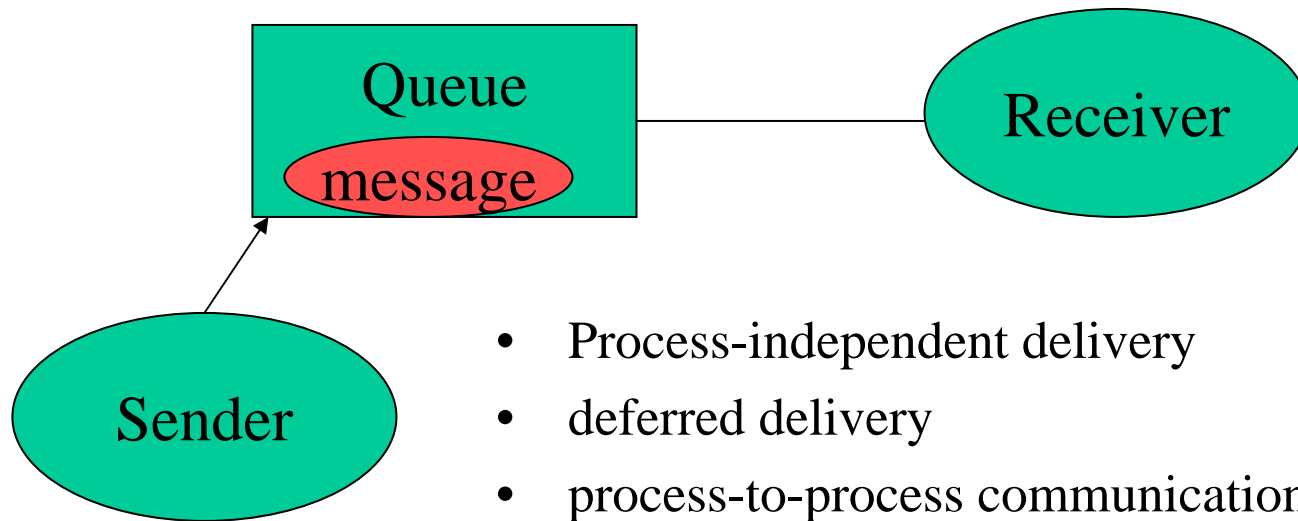 Queue
message
Receiver
Sender
• Process-independent delivery
• deferred delivery
• process-to-process communication